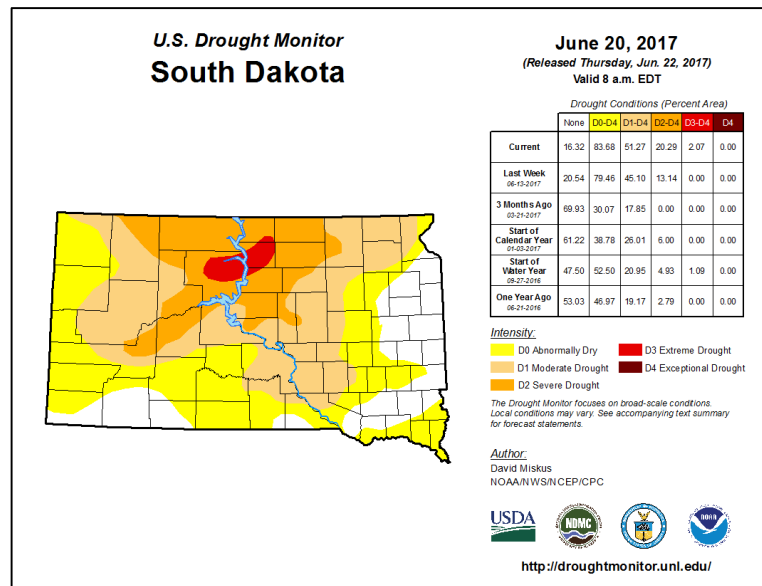 U.S. Drought Monitor
South Dakota
June 20, 2017
(Released Thursday, Jun. 22, 2017)
Valid 8 a.m. EDT
Drought Conditions (Percent Area)
None D0-D4 D1-D4 D2-D4 D3-D4 D4
Current 16.32 83.68 51.27 20.29 2.07 0.00
Last Week
06-13-2017 20.54 79.46 45.10 13.14 0.00 0.00
3 Months Ago
03-21-2017 69.93 30.07 17.85 0.00 0.00 0.00
Start of
Calendar Year
01-03-2017 61.22 38.78 26.01 6.00 0.00 0.00
Start of
Water Year
09-27-2016 47.50 52.50 20.95 4.93 1.09 0.00
One Year Ago
06-21-2016 53.03 46.97 19.17 2.79 0.00 0.00
Intensity:
D0 Abnormally Dry D3 Extreme Drought
D1 Moderate Drought D4 Exceptional Drought
D2 Severe Drought
The Drought Monitor focuses on broad-scale conditions.
Local conditions may vary. See accompanying text summary
for forecast statements.
Author:
David Miskus
NOAA/NWS/NCEP/CPC
USDA
NDMC
NOAA
http://droughtmonitor.unl.edu/